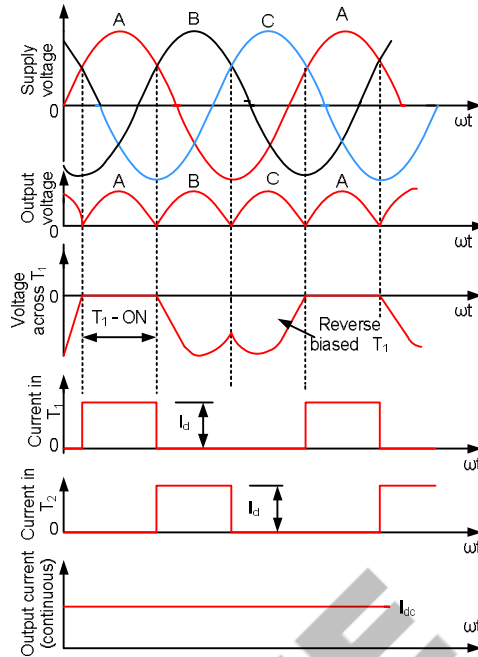 A B C A
Supply
voltage
0
ωt
A B C A
Output
voltage
0
ωt
Voltage
across T1
0
T1 - ON
Reverse
biased T1
ωt
Current in
T1
0
Id
ωt
Current in
T2
0
Id
ωt
Output current
(continuous)
Idc
ωt